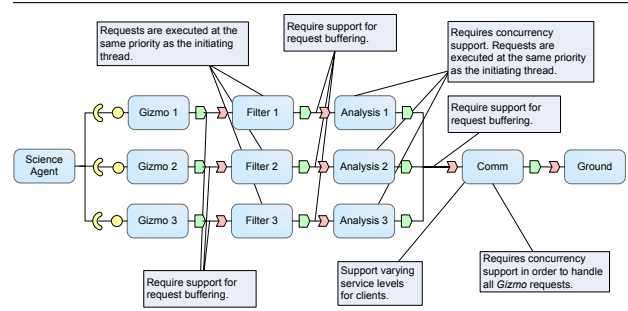 Requests are executed at the
same priority as the initiating
thread.
Require support for
request buffering.
Requires concurrency
support. Requests are
executed at the same priority
as the initiating thread.
Require support for
request buffering.
Gizmo 1
Filter 1
Analysis 1
Science
Agent
Gizmo 2
Filter 2
Analysis 2
Comm
Ground
Gizmo 3
Filter 3
Analysis 3
Require support for
request buffering.
Support varying
service levels
for clients.
Requires concurrency
support in order to handle
all Gizmo requests.